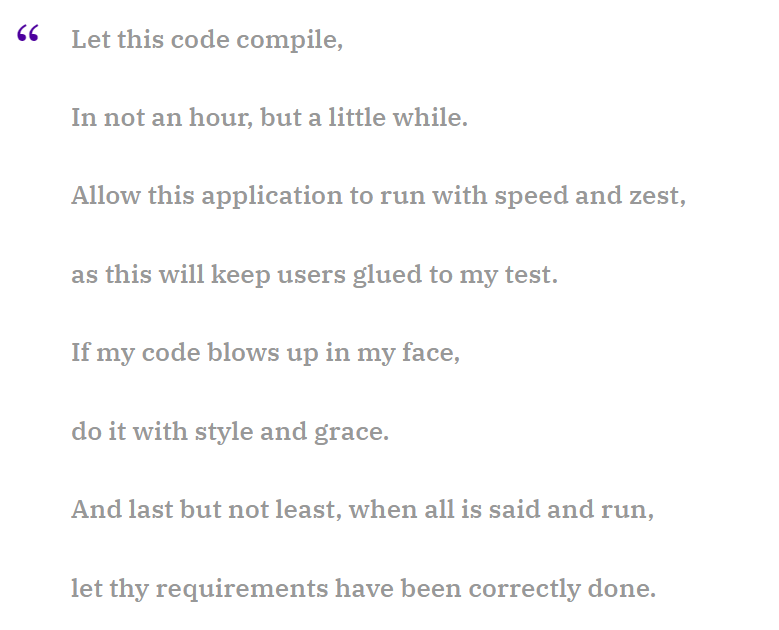 “ Let this code compile,
In not an hour, but a little while.
Allow this application to run with speed and zest,
as this will keep users glued to my test.
If my code blows up in my face,
do it with style and grace.
And last but not least, when all is said and run,
let thy requirements have been correctly done.